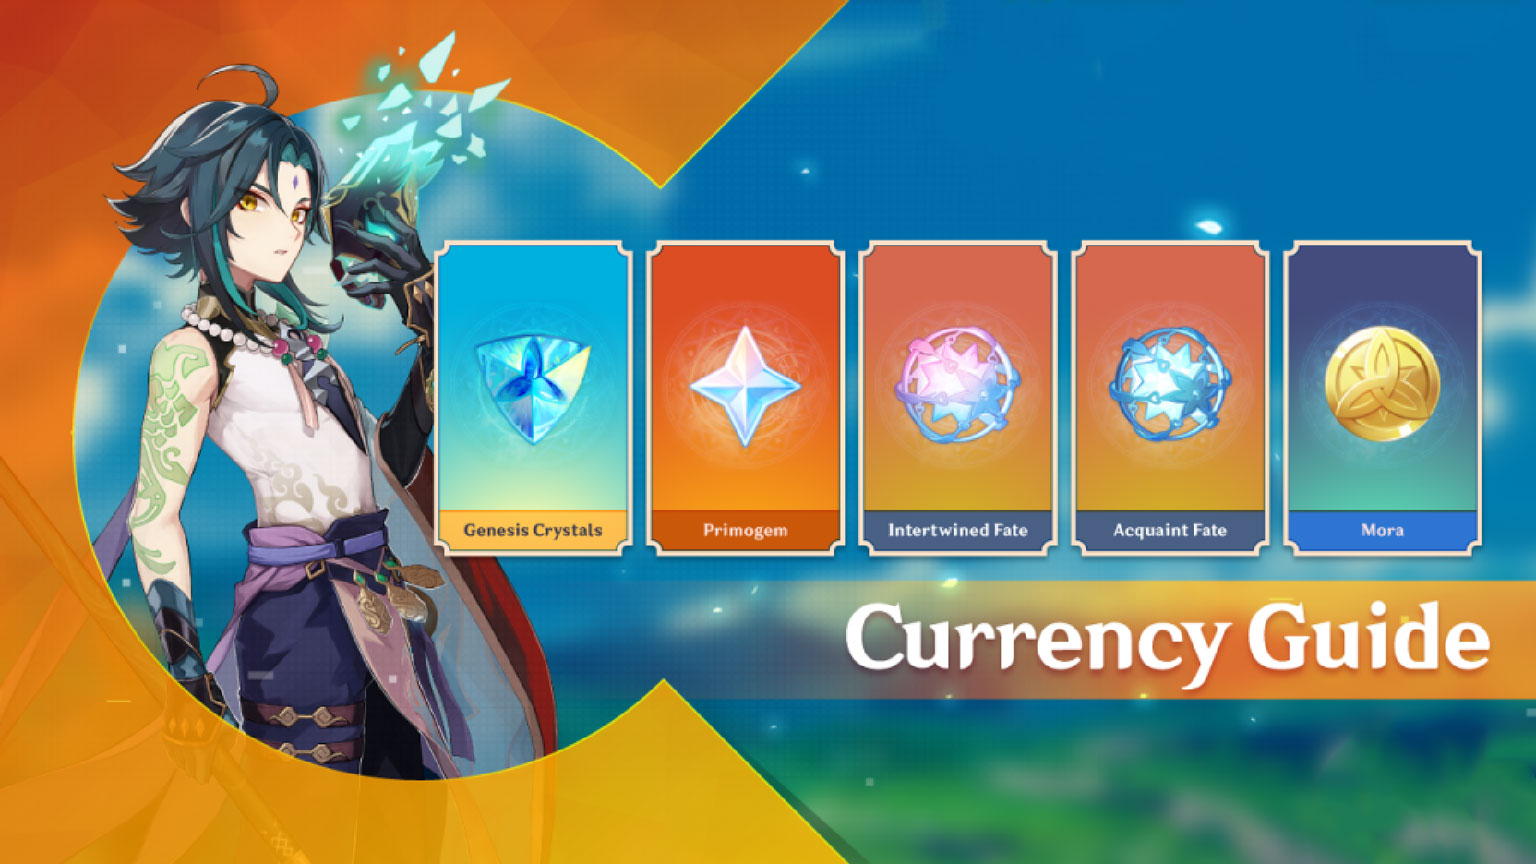 Genesis Crystals
Primogem
Intertwined Fate
Acquaint Fate
Mora
Currency Guide